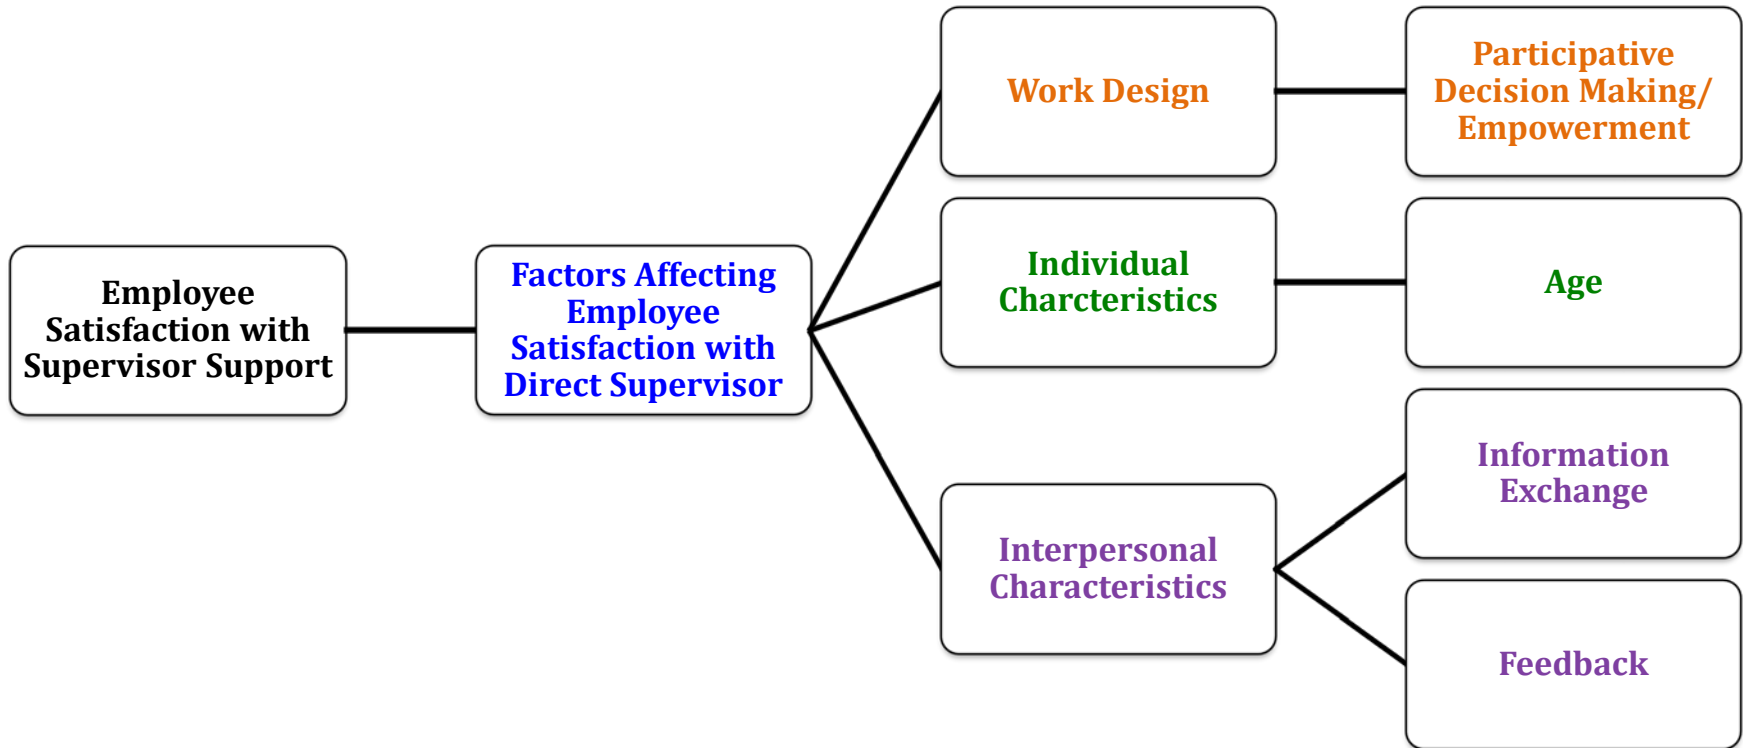 Employee
Satisfaction with
Supervisor Support
Factors Affecting
Employee
Satisfaction with
Direct Supervisor
Work Design
Participative
Decision Making/
Empowerment
Individual
Charcteristics
Age
Interpersonal
Characteristics
Information
Exchange
Feedback